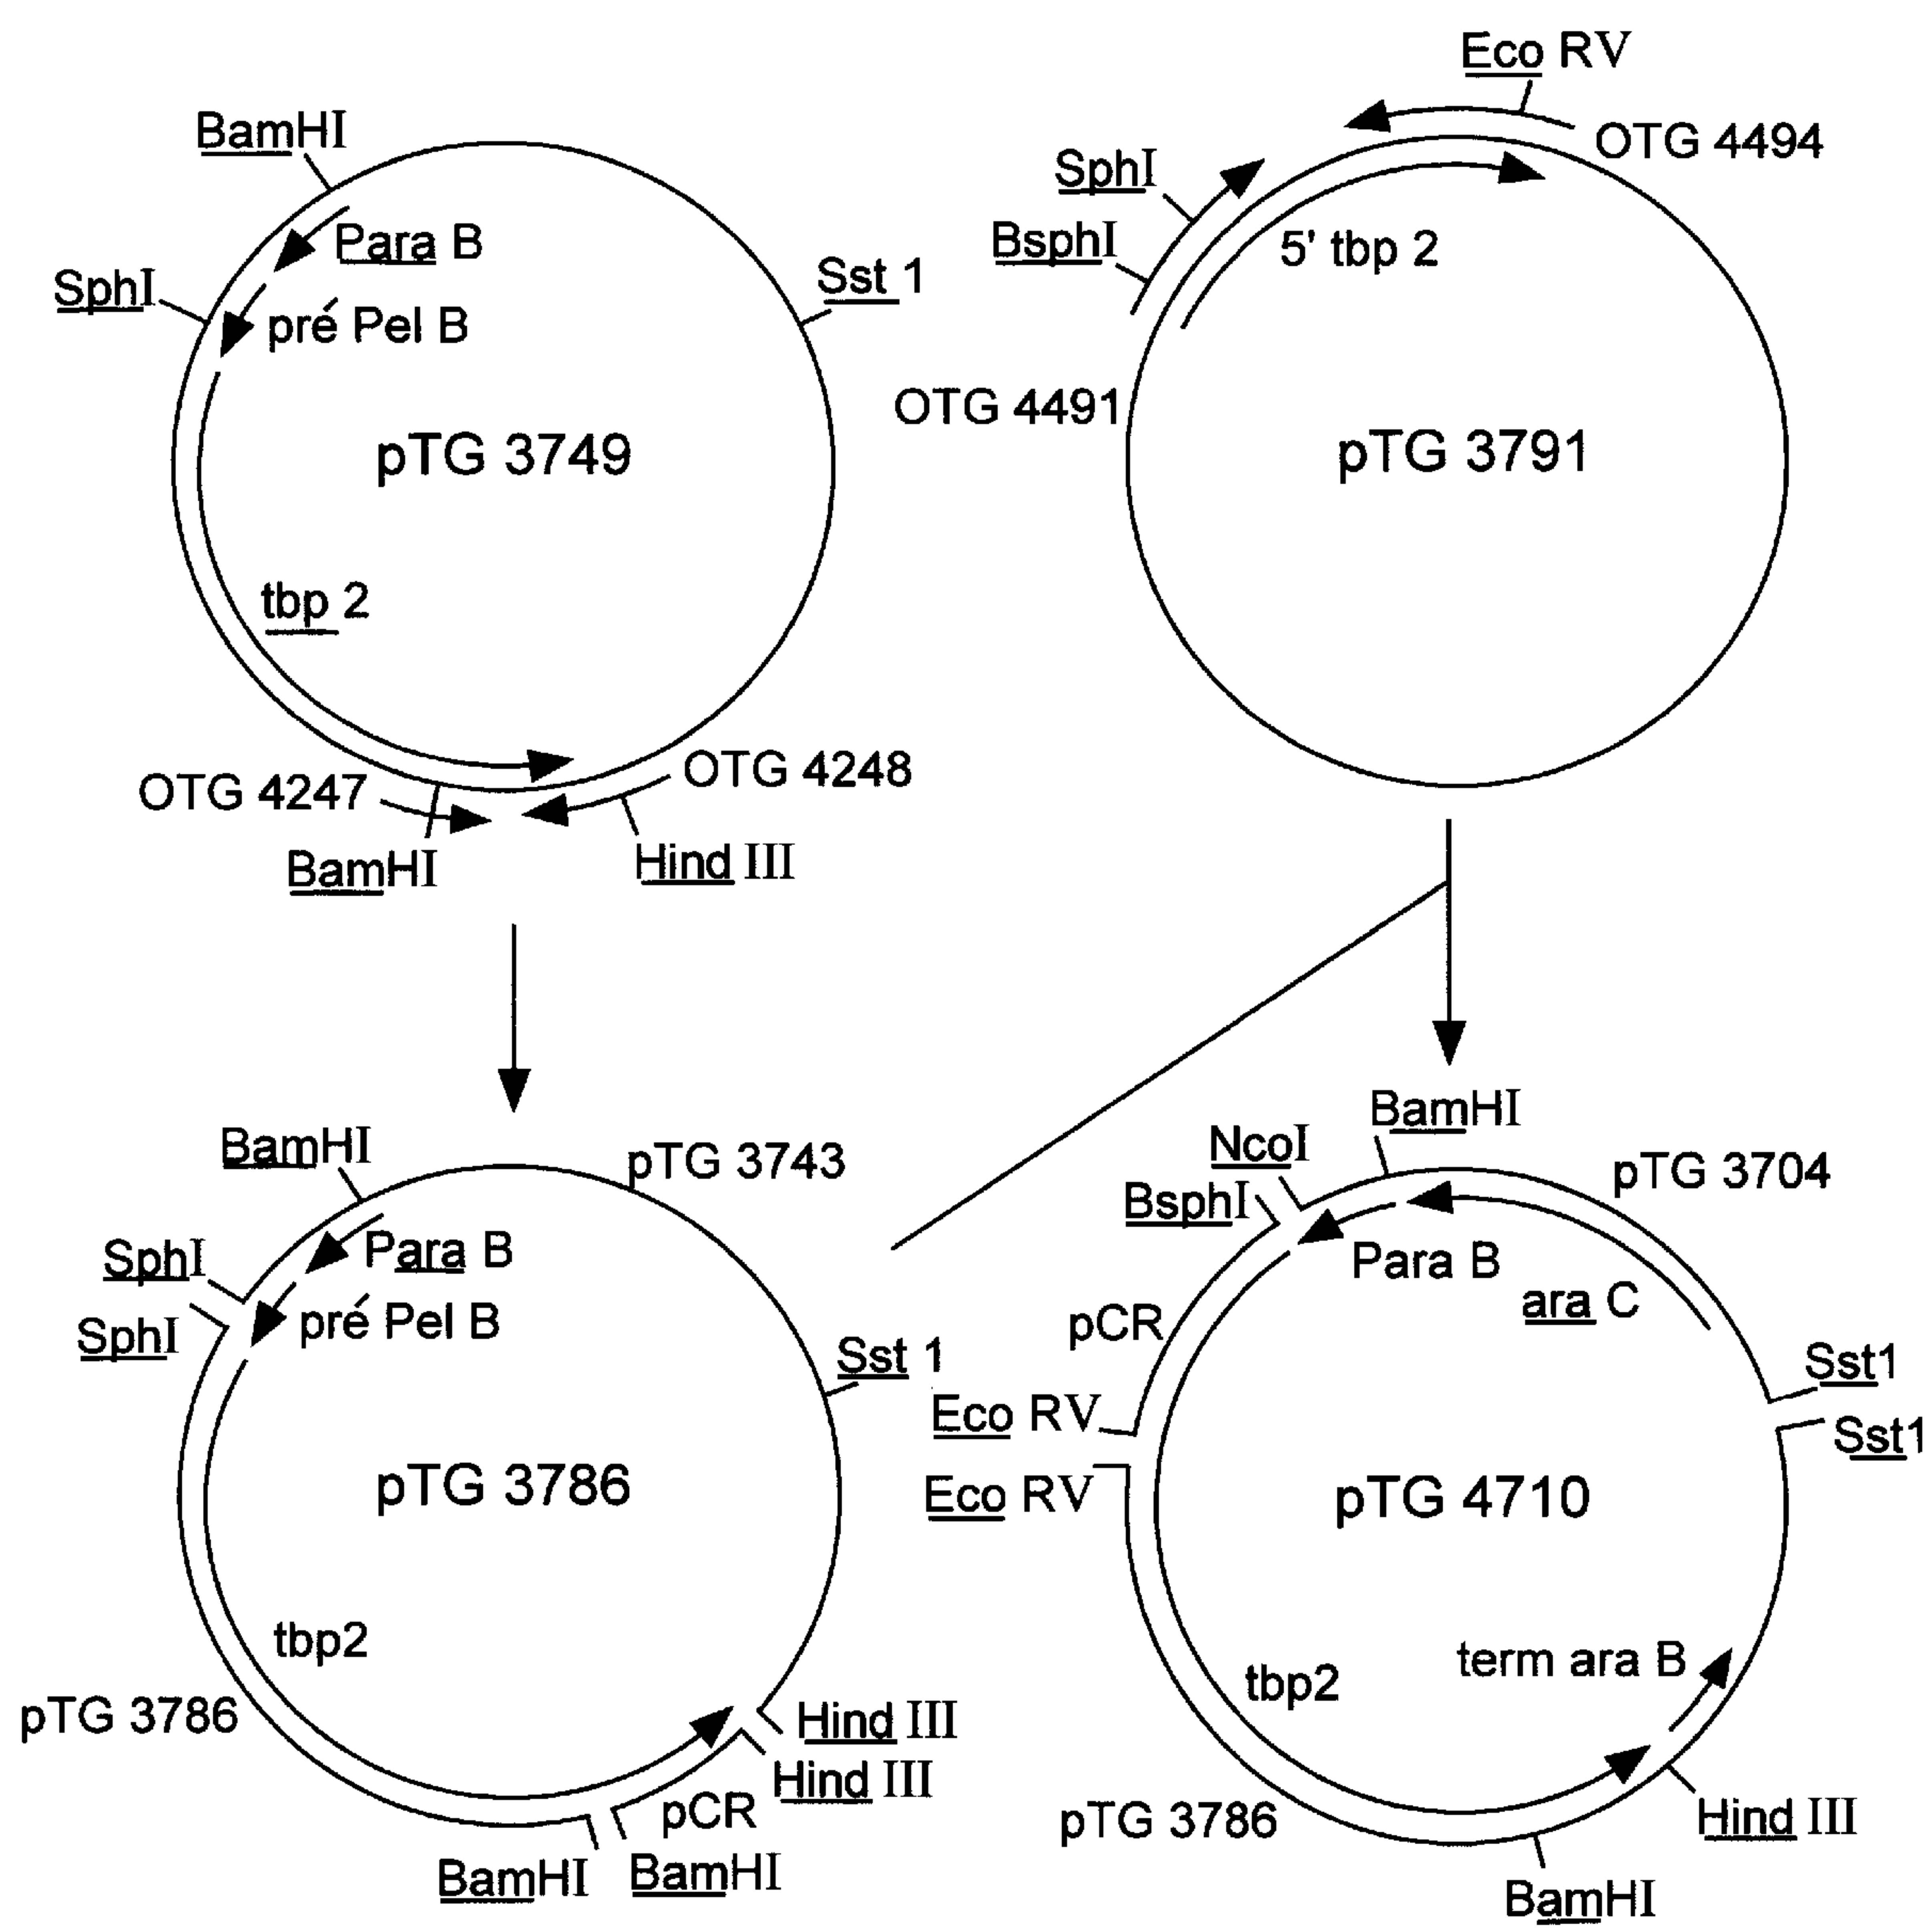 BamHI
Para B
SphI
pré Pel B
Sst 1
pTG 3749
tbp 2
OTG 4247
OTG 4248
BamHI
Hind III
Eco RV
OTG 4494
SphI
BsphI
5' tbp 2
OTG 4491
pTG 3791
BamHI
pTG 3743
Para B
SphI
SphI
pré Pel B
Sst 1
pTG 3786
tbp2
pTG 3786
Hind III
Hind III
pCR
BamHI
BamHI
BamHI
NcoI
pTG 3704
BsphI
Para B
ara C
pCR
Sst1
Eco RV
Sst1
Eco RV
pTG 4710
term ara B
tbp2
pTG 3786
Hind III
BamHI